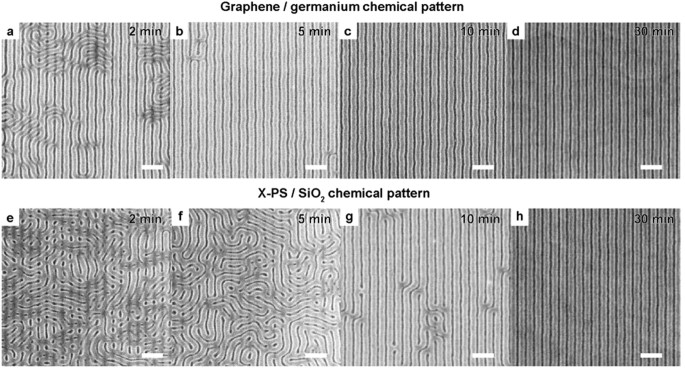 Graphene / germanium chemical pattern
a 2 min b 5 min c 10 min d 30 min
X-PS / SiO₂ chemical pattern
e 2 min f 5 min g 10 min h 30 min